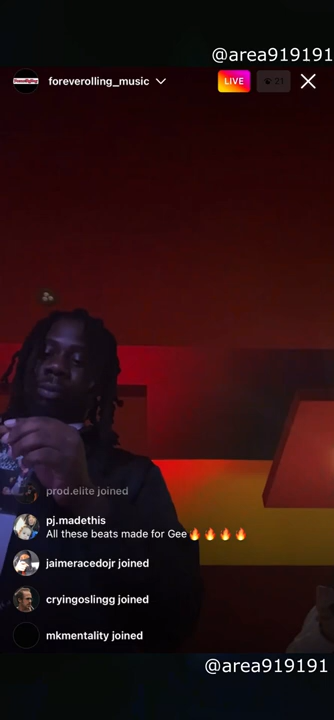 @area919191
foreverolling_music
LIVE
21
prod.elite joined
pj.madethis
All these beats made for Gee🔥🔥🔥🔥
jaimeracedojr joined
cryingoslingg joined
mkmentality joined
@area919191